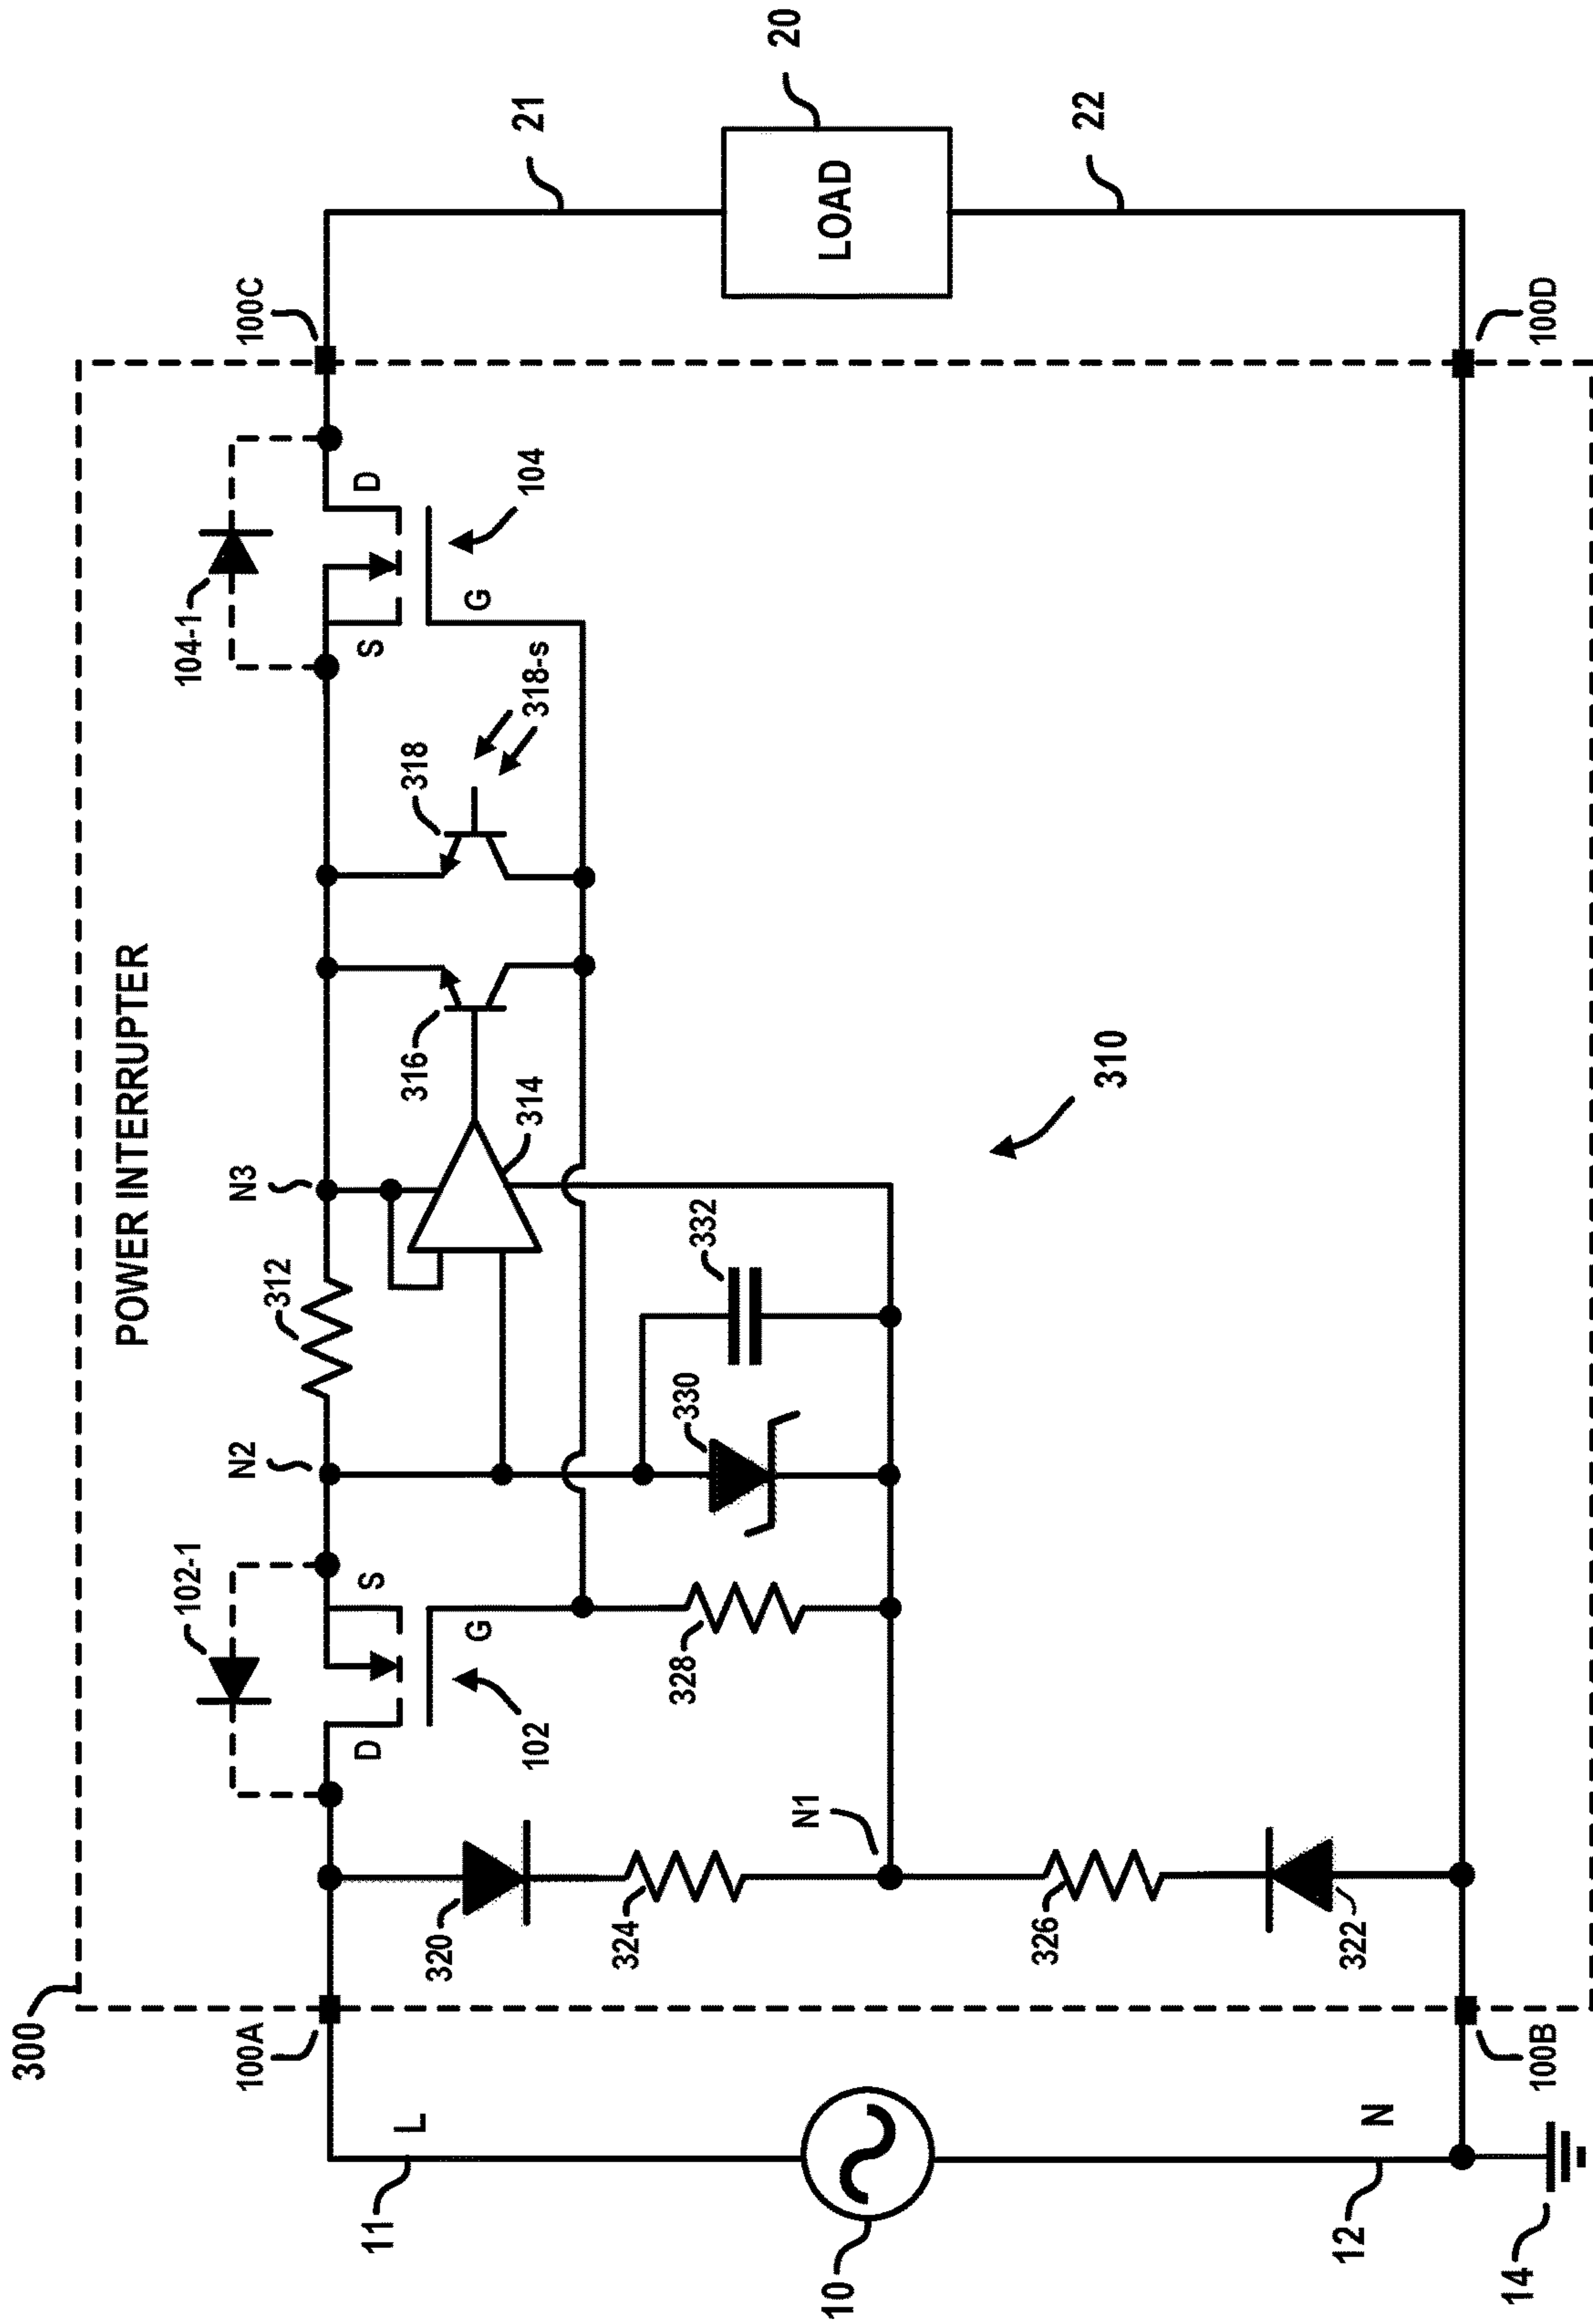 300
POWER INTERRUPTER
102-1
104-1
100A
N2
312
N3
100C
D
S
S
D
11
L
G
G
21
102
316
318
318-s
104
320
314
324
328
330
332
10
N1
LOAD
20
310
326
322
22
12
N
14
100B
100D